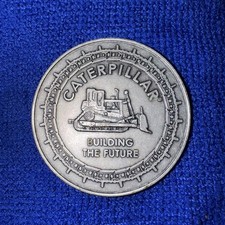 CATERPILLAR
BUILDING
THE FUTURE